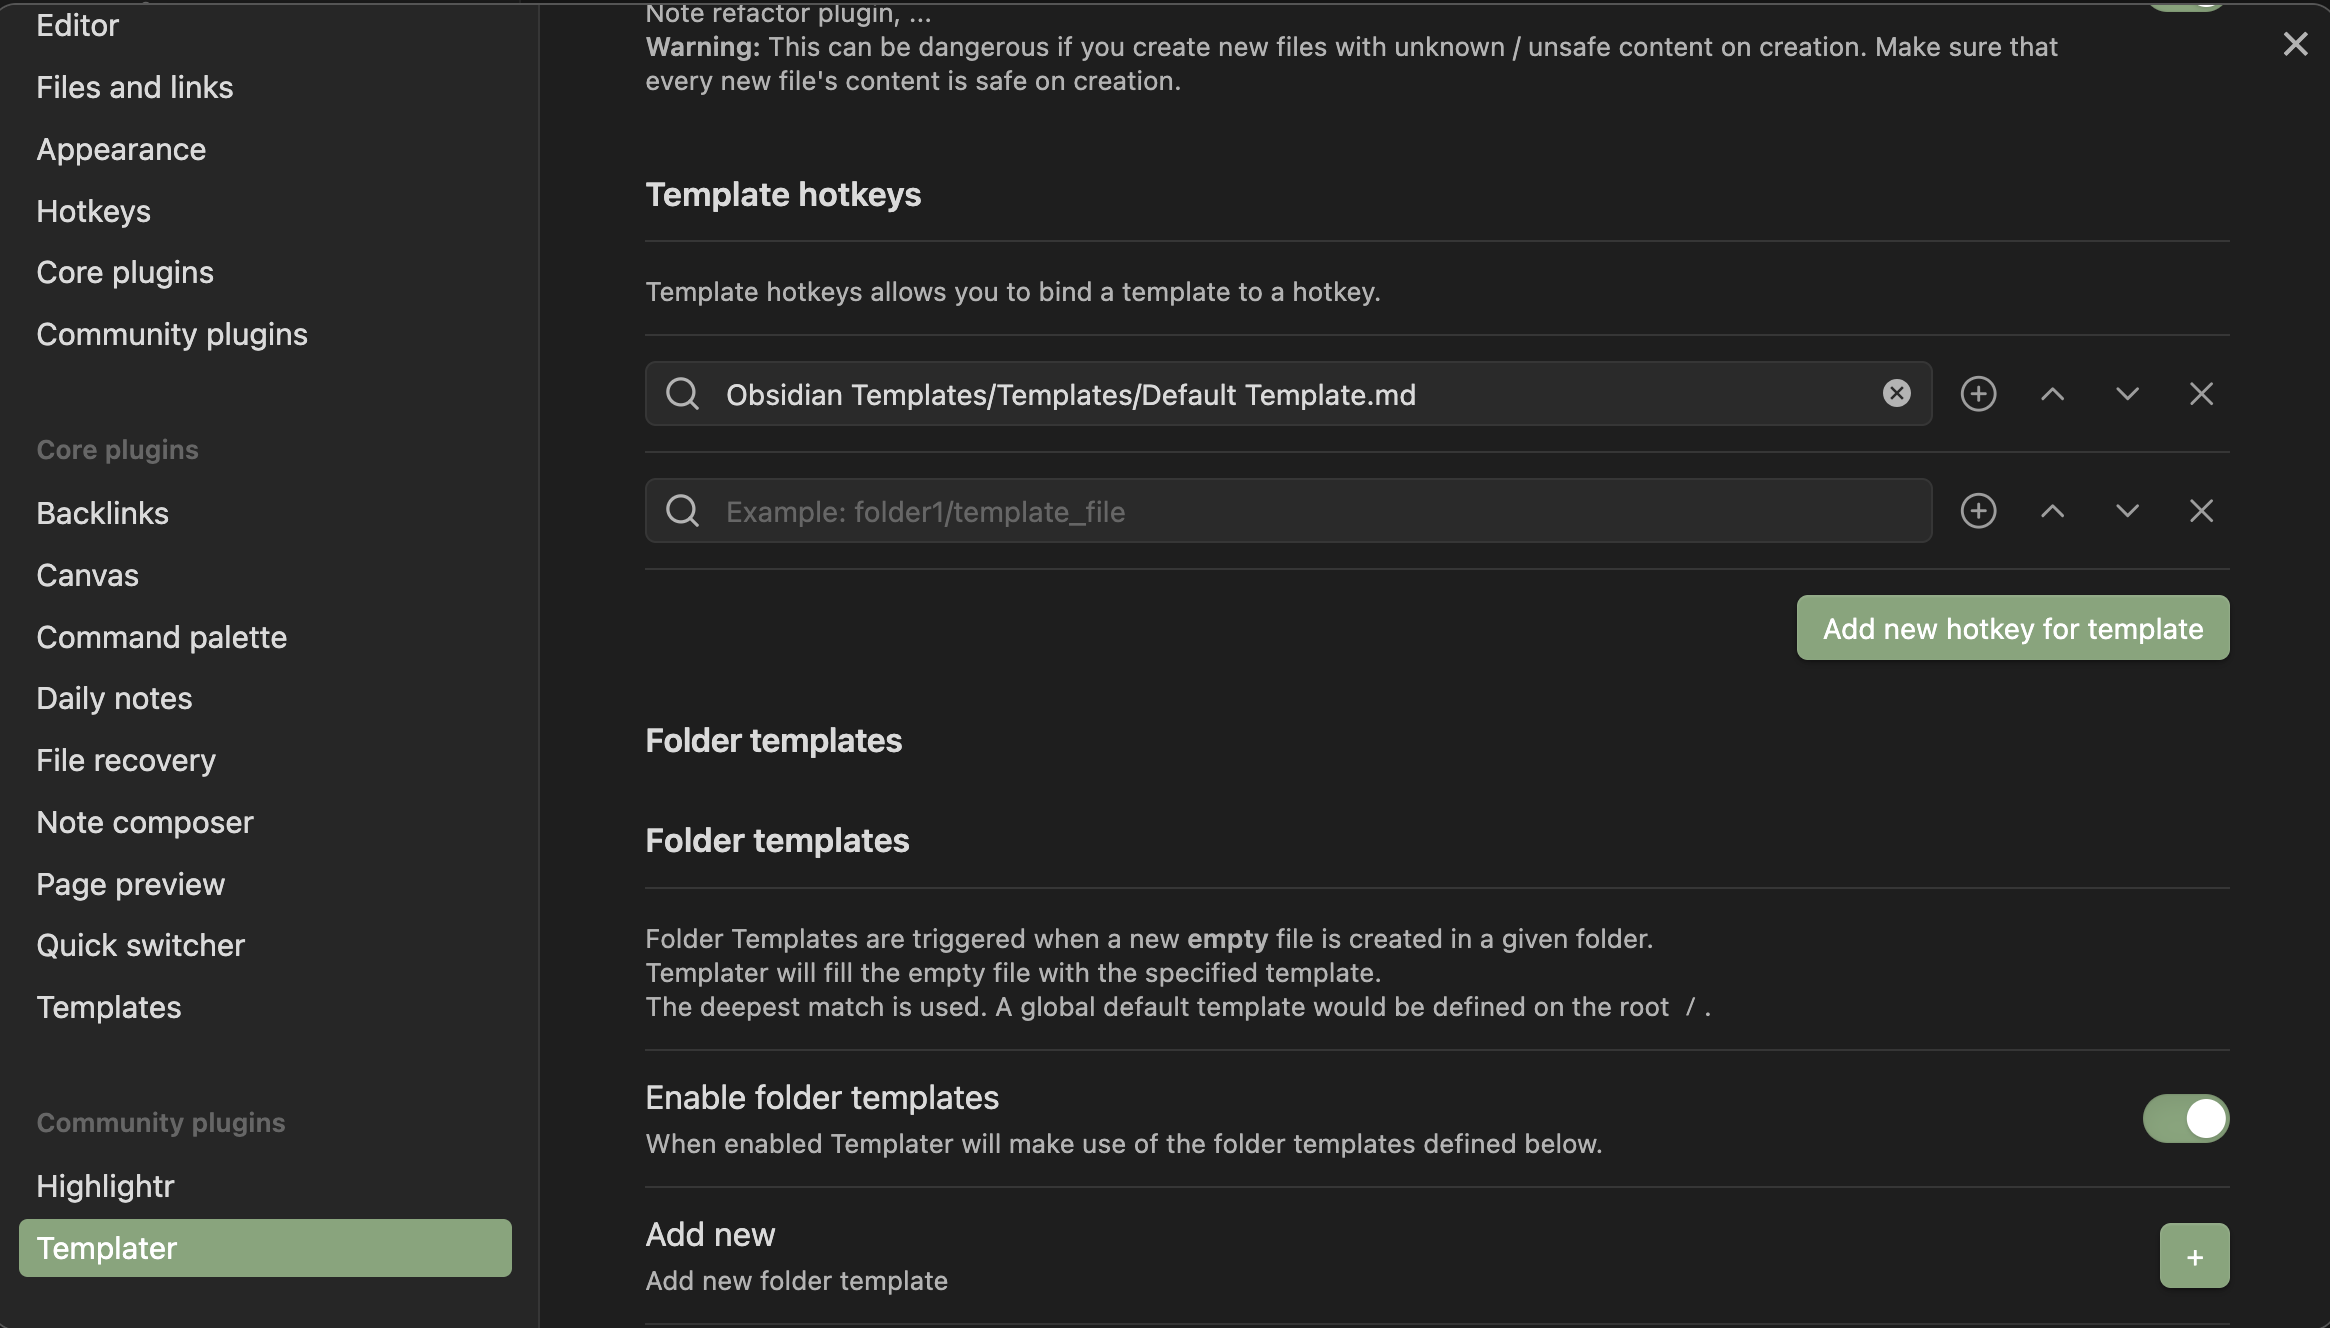 Editor
Files and links
Appearance
Hotkeys
Core plugins
Community plugins
Core plugins
Backlinks
Canvas
Command palette
Daily notes
File recovery
Note composer
Page preview
Quick switcher
Templates
Community plugins
Highlightr
Templater
Note refactor plugin, ...
Warning: This can be dangerous if you create new files with unknown / unsafe content on creation. Make sure that
every new file's content is safe on creation.
Template hotkeys
Template hotkeys allows you to bind a template to a hotkey.
Obsidian Templates/Templates/Default Template.md
Example: folder1/template_file
Add new hotkey for template
Folder templates
Folder templates
Folder Templates are triggered when a new empty file is created in a given folder.
Templater will fill the empty file with the specified template.
The deepest match is used. A global default template would be defined on the root / .
Enable folder templates
When enabled Templater will make use of the folder templates defined below.
Add new
Add new folder template
+